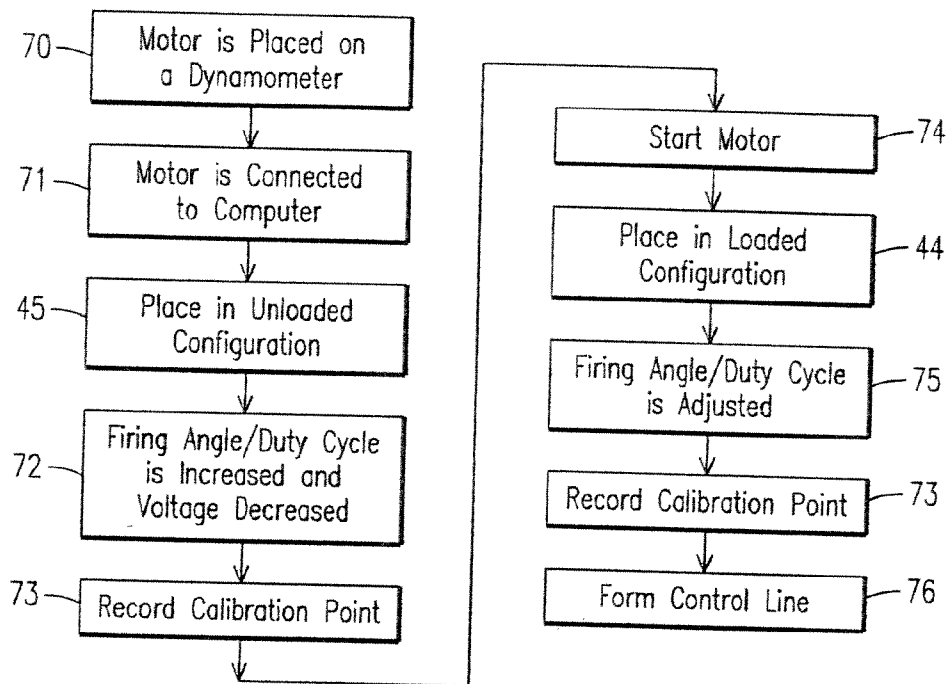 70
Motor is Placed on
a Dynamometer
71
Motor is Connected
to Computer
45
Place in Unloaded
Configuration
72
Firing Angle/Duty Cycle
is Increased and
Voltage Decreased
73
Record Calibration Point
Start Motor
74
Place in Loaded
Configuration
44
Firing Angle/Duty Cycle
is Adjusted
75
Record Calibration Point
73
Form Control Line
76